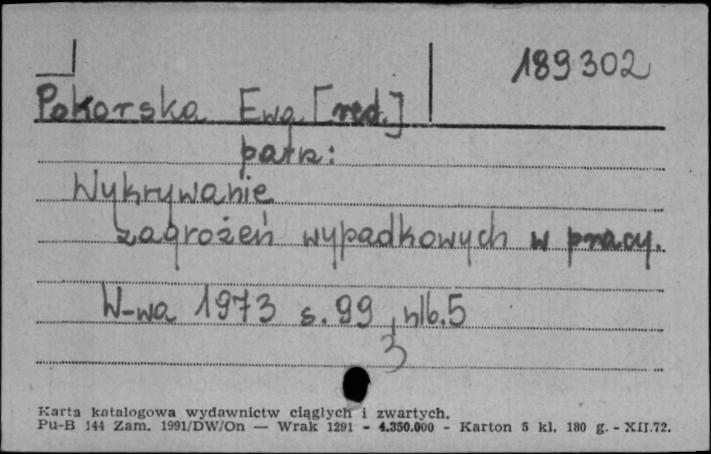 189302
Pokorska Ewa [red.]
patrz:
Wykrywanie
zagrożeń wypadkowych w pracy.
W-wa 1973 s. 99, nlb. 5
3
Karta katalogowa wydawnictw ciągłych i zwartych.
Pu-B 144 Zam. 1991/DW/On — Wrak 1291 - 4.350.000 - Karton 5 kl. 180 g. - XII.72.